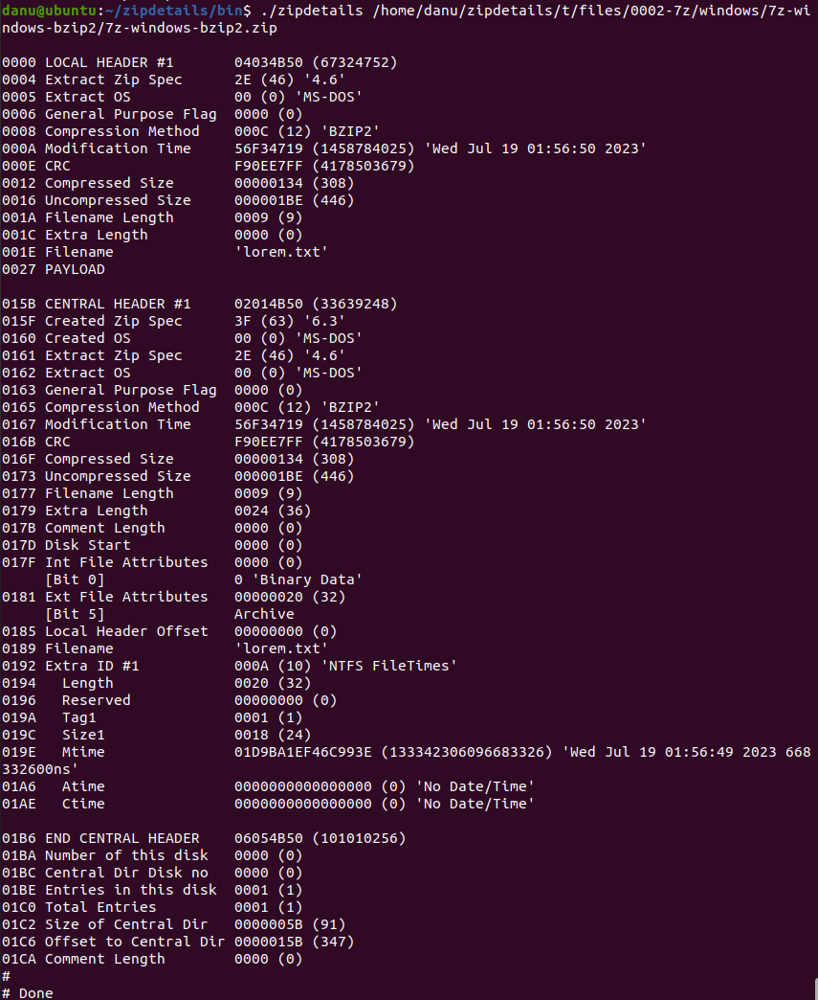 danu@ubuntu:~/zipdetails/bin$ ./zipdetails /home/danu/zipdetails/t/files/0002-7z/windows/7z-wi
ndows-bzip2/7z-windows-bzip2.zip
0000 LOCAL HEADER #1       04034B50 (67324752)
0004 Extract Zip Spec      2E (46) '4.6'
0005 Extract OS            00 (0) 'MS-DOS'
0006 General Purpose Flag  0000 (0)
0008 Compression Method    000C (12) 'BZIP2'
000A Modification Time     56F34719 (1458784025) 'Wed Jul 19 01:56:50 2023'
000E CRC                   F90EE7FF (4178503679)
0012 Compressed Size       00000134 (308)
0016 Uncompressed Size     000001BE (446)
001A Filename Length       0009 (9)
001C Extra Length          0000 (0)
001E Filename              'lorem.txt'
0027 PAYLOAD
015B CENTRAL HEADER #1     02014B50 (33639248)
015F Created Zip Spec      3F (63) '6.3'
0160 Created OS            00 (0) 'MS-DOS'
0161 Extract Zip Spec      2E (46) '4.6'
0162 Extract OS            00 (0) 'MS-DOS'
0163 General Purpose Flag  0000 (0)
0165 Compression Method    000C (12) 'BZIP2'
0167 Modification Time     56F34719 (1458784025) 'Wed Jul 19 01:56:50 2023'
016B CRC                   F90EE7FF (4178503679)
016F Compressed Size       00000134 (308)
0173 Uncompressed Size     000001BE (446)
0177 Filename Length       0009 (9)
0179 Extra Length          0024 (36)
017B Comment Length        0000 (0)
017D Disk Start            0000 (0)
017F Int File Attributes   0000 (0)
     [Bit 0]               0 'Binary Data'
0181 Ext File Attributes   00000020 (32)
     [Bit 5]               Archive
0185 Local Header Offset   00000000 (0)
0189 Filename              'lorem.txt'
0192 Extra ID #1           000A (10) 'NTFS FileTimes'
0194   Length              0020 (32)
0196   Reserved            00000000 (0)
019A   Tag1                0001 (1)
019C   Size1               0018 (24)
019E   Mtime               01D9BA1EF46C993E (133342306096683326) 'Wed Jul 19 01:56:49 2023 668
332600ns'
01A6   Atime               0000000000000000 (0) 'No Date/Time'
01AE   Ctime               0000000000000000 (0) 'No Date/Time'
01B6 END CENTRAL HEADER    06054B50 (101010256)
01BA Number of this disk   0000 (0)
01BC Central Dir Disk no   0000 (0)
01BE Entries in this disk  0001 (1)
01C0 Total Entries         0001 (1)
01C2 Size of Central Dir   0000005B (91)
01C6 Offset to Central Dir 0000015B (347)
01CA Comment Length        0000 (0)
#
# Done